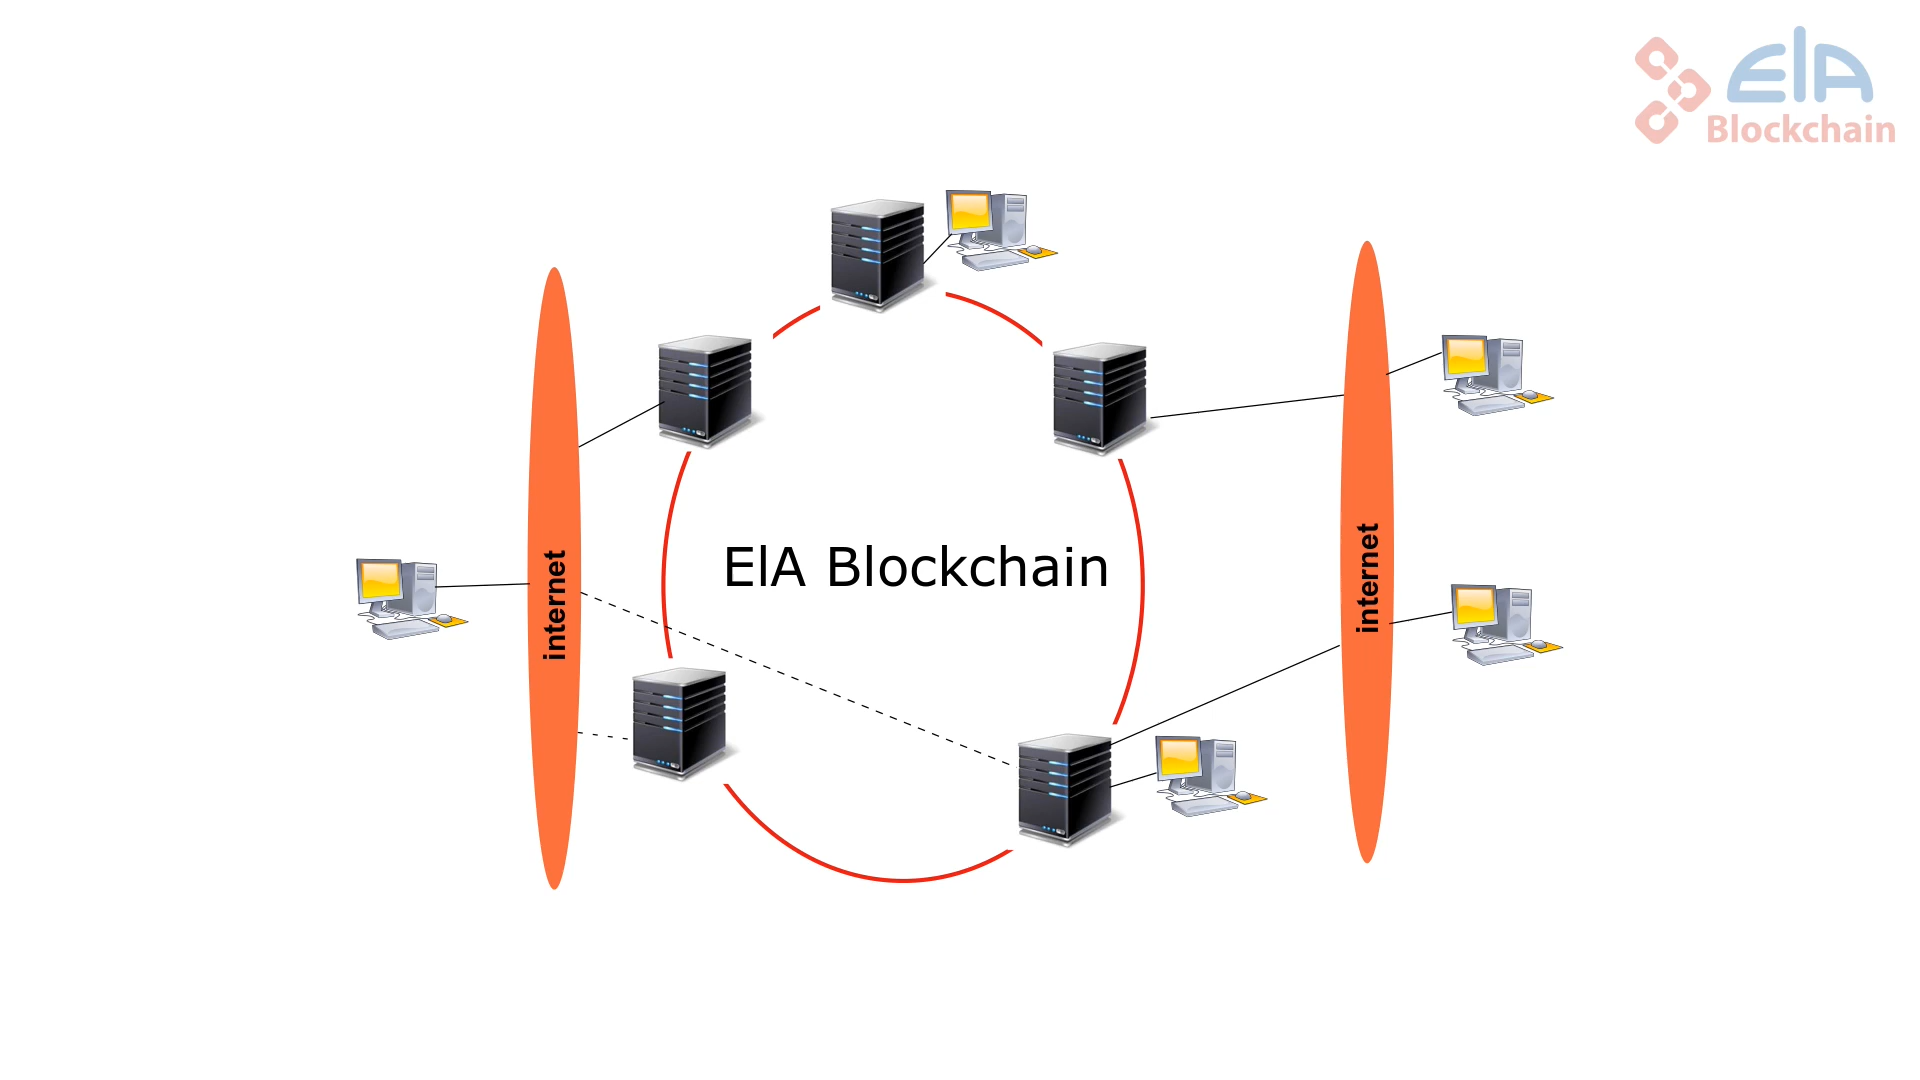 ElA
Blockchain
ElA Blockchain
internet
internet